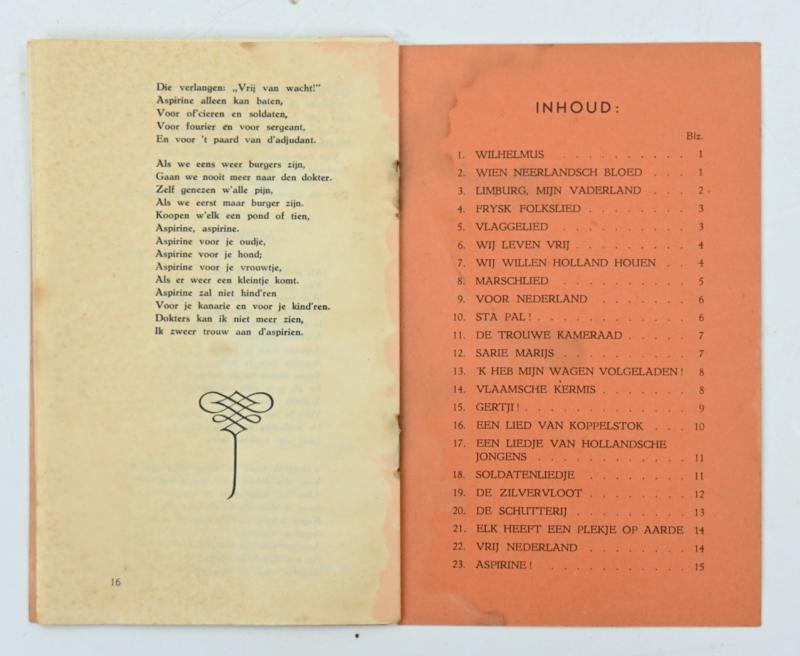 Die verlangen: „Vrij van wacht!"
Aspirine alleen kan baten,
Voor of'cieren en soldaten,
Voor fourier en voor sergeant,
En voor 't paard van d'adjudant.
Als we eens weer burgers zijn,
Gaan we nooit meer naar den dokter.
Zelf genezen w'alle pijn,
Als we eerst maar burger zijn.
Koopen w'elk een pond of tien,
Aspirine, aspirine.
Aspirine voor je oudje,
Aspirine voor je hond;
Aspirine voor je vrouwtje,
Als er weer een kleintje komt.
Aspirine zal niet hind'ren
Voor je kanarie en voor je kind'ren.
Dokters kan ik niet meer zien,
Ik zweer trouw aan d'aspirien.
16
INHOUD:
Blz.
1. WILHELMUS . . . . . . . . . . 1
2. WIEN NEERLANDSCH BLOED . . . 1
3. LIMBURG, MIJN VADERLAND . . . 2
4. FRYSK FOLKSLIED . . . . . . . . 3
5. VLAGGELIED . . . . . . . . . . 3
6. WIJ LEVEN VRIJ . . . . . . . . . 4
7. WIJ WILLEN HOLLAND HOUEN . . 4
8. MARSCHLIED . . . . . . . . . . 5
9. VOOR NEDERLAND . . . . . . . . 6
10. STA PAL! . . . . . . . . . . . . 6
11. DE TROUWE KAMERAAD . . . . . 7
12. SARIE MARIJS . . . . . . . . . . 7
13. 'K HEB MIJN WAGEN VOLGELADEN! 8
14. VLAAMSCHE KERMIS . . . . . . . 8
15. GERTJI! . . . . . . . . . . . . . 9
16. EEN LIED VAN KOPPELSTOK . . . 10
17. EEN LIEDJE VAN HOLLANDSCHE
JONGENS . . . . . . . . . . . 11
18. SOLDATENLIEDJE . . . . . . . . 11
19. DE ZILVERVLOOT . . . . . . . . 12
20. DE SCHUTTERIJ . . . . . . . . . 13
21. ELK HEEFT EEN PLEKJE OP AARDE 14
22. VRIJ NEDERLAND . . . . . . . . 14
23. ASPIRINE! . . . . . . . . . . . 15